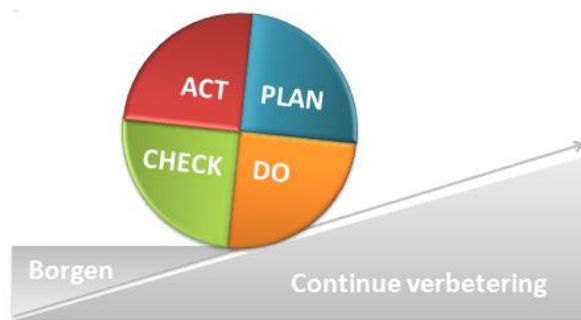 ACT
PLAN
CHECK
DO
Borgen
Continue verbetering